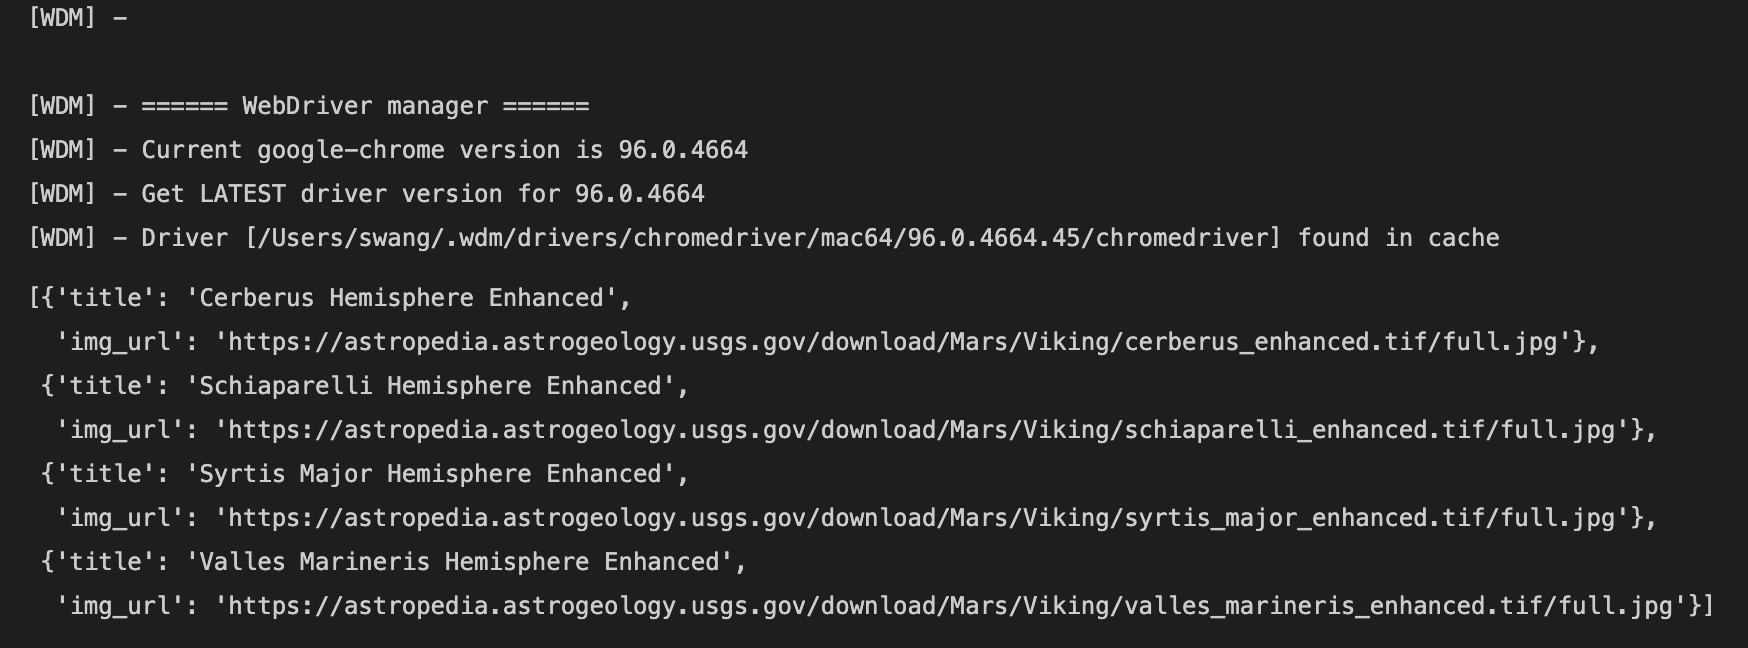 [WDM] -
[WDM] - ====== WebDriver manager ======
[WDM] - Current google-chrome version is 96.0.4664
[WDM] - Get LATEST driver version for 96.0.4664
[WDM] - Driver [/Users/swang/.wdm/drivers/chromedriver/mac64/96.0.4664.45/chromedriver] found in cache
[{'title': 'Cerberus Hemisphere Enhanced',
  'img_url': 'https://astropedia.astrogeology.usgs.gov/download/Mars/Viking/cerberus_enhanced.tif/full.jpg'},
 {'title': 'Schiaparelli Hemisphere Enhanced',
  'img_url': 'https://astropedia.astrogeology.usgs.gov/download/Mars/Viking/schiaparelli_enhanced.tif/full.jpg'},
 {'title': 'Syrtis Major Hemisphere Enhanced',
  'img_url': 'https://astropedia.astrogeology.usgs.gov/download/Mars/Viking/syrtis_major_enhanced.tif/full.jpg'},
 {'title': 'Valles Marineris Hemisphere Enhanced',
  'img_url': 'https://astropedia.astrogeology.usgs.gov/download/Mars/Viking/valles_marineris_enhanced.tif/full.jpg'}]